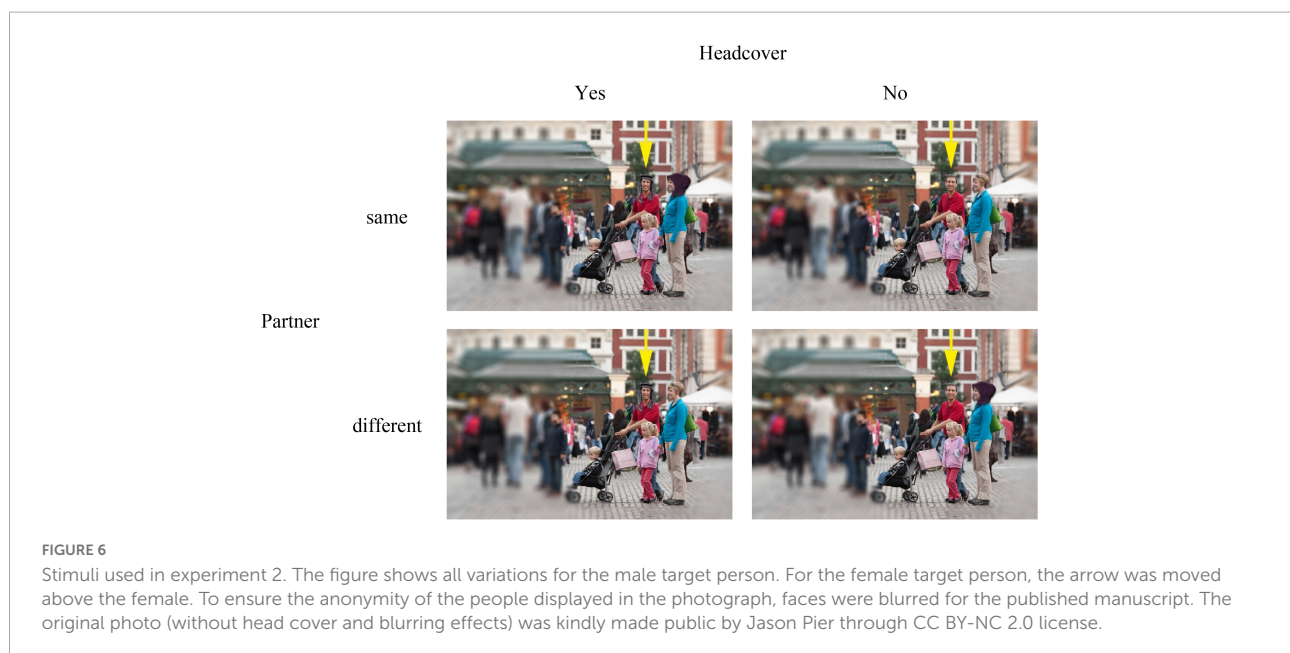 Headcover
Yes No
same
Partner
different
FIGURE 6
Stimuli used in experiment 2. The figure shows all variations for the male target person. For the female target person, the arrow was moved
above the female. To ensure the anonymity of the people displayed in the photograph, faces were blurred for the published manuscript. The
original photo (without head cover and blurring effects) was kindly made public by Jason Pier through CC BY-NC 2.0 license.